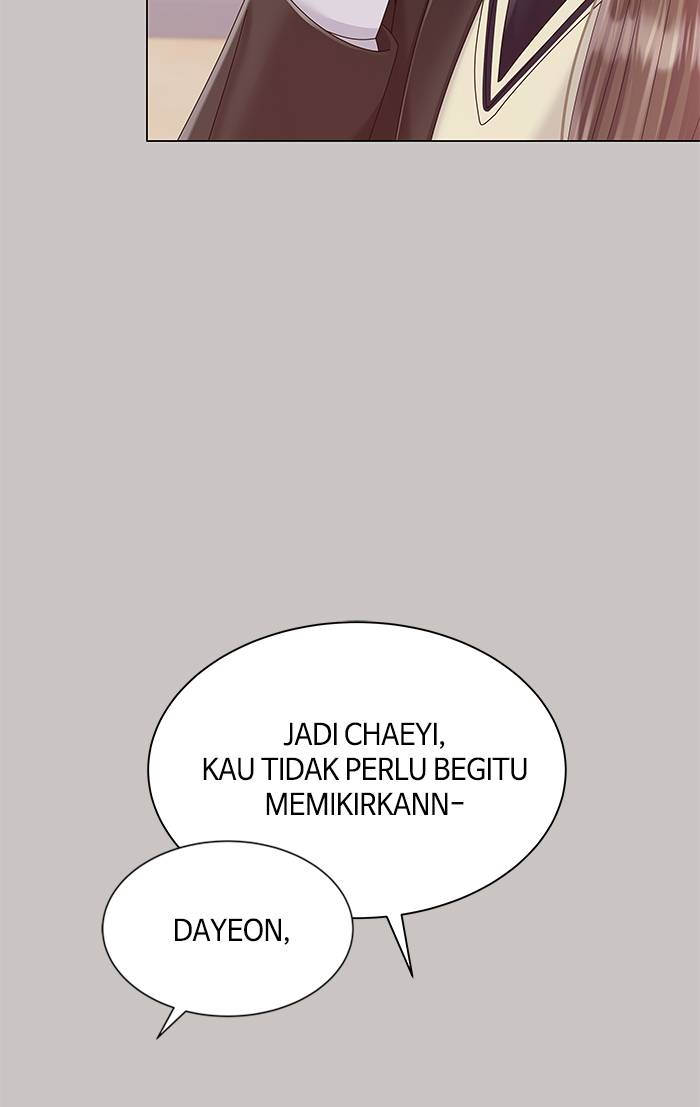 JADI CHAEYI,
KAU TIDAK PERLU BEGITU
MEMIKIRKANN-
DAYEON,